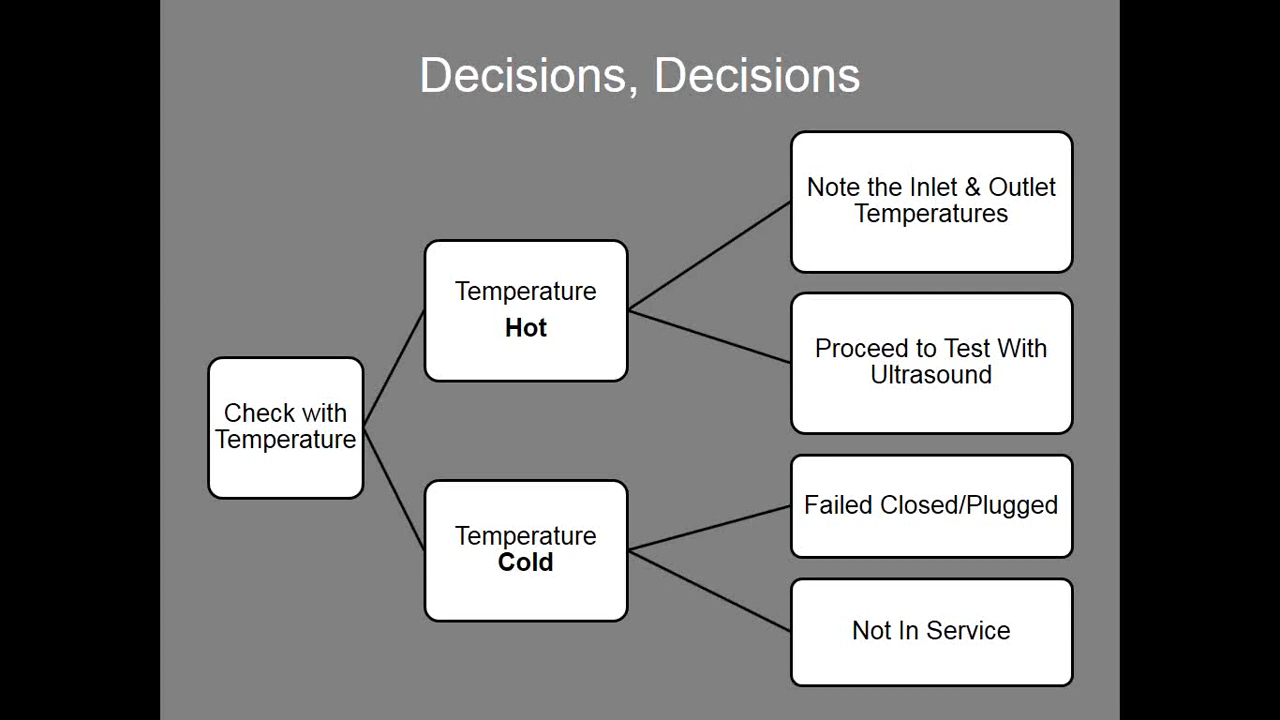 Decisions, Decisions
Check with
Temperature
Temperature
Hot
Note the Inlet & Outlet
Temperatures
Proceed to Test With
Ultrasound
Temperature
Cold
Failed Closed/Plugged
Not In Service